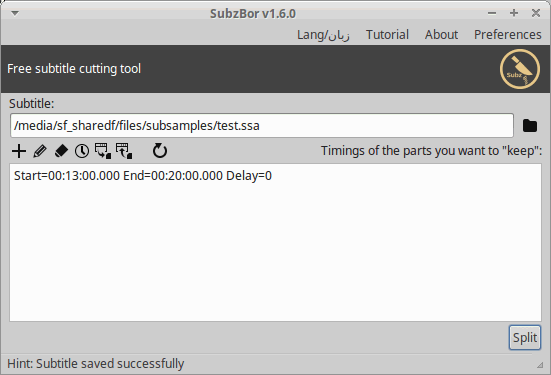 SubzBor v1.6.0
Lang/زبان Tutorial About Preferences
Free subtitle cutting tool
Subz
Subtitle:
/media/sf_sharedf/files/subsamples/test.ssa
Timings of the parts you want to "keep":
Start=00:13:00.000 End=00:20:00.000 Delay=0
Split
Hint: Subtitle saved successfully